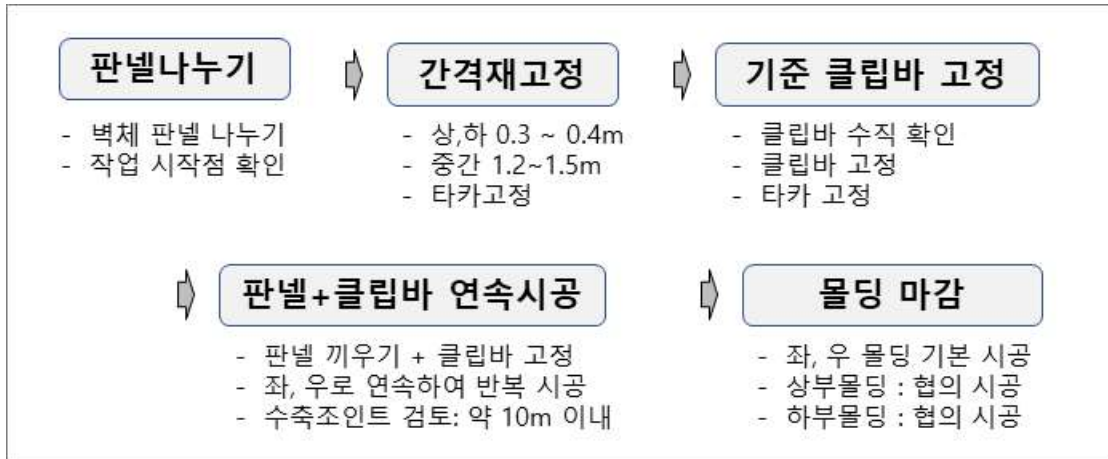 판넬나누기
- 벽체 판넬 나누기
- 작업 시작점 확인
간격재고정
- 상,하 0.3 ~ 0.4m
- 중간 1.2~1.5m
- 타카고정
기준 클립바 고정
- 클립바 수직 확인
- 클립바 고정
- 타카 고정
판넬+클립바 연속시공
- 판넬 끼우기 + 클립바 고정
- 좌, 우로 연속하여 반복 시공
- 수축조인트 검토: 약 10m 이내
몰딩 마감
- 좌, 우 몰딩 기본 시공
- 상부몰딩 : 협의 시공
- 하부몰딩 : 협의 시공